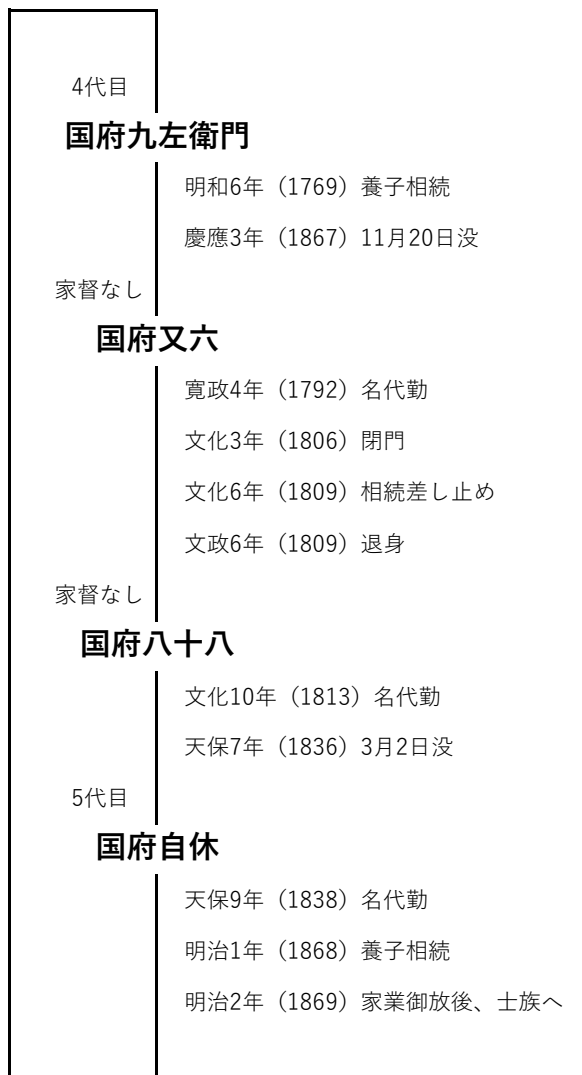 4代目
国府九左衛門
明和6年（1769）養子相続
慶應3年（1867）11月20日没
家督なし
国府又六
寛政4年（1792）名代勤
文化3年（1806）閉門
文化6年（1809）相続差し止め
文政6年（1809）退身
家督なし
国府八十八
文化10年（1813）名代勤
天保7年（1836）3月2日没
5代目
国府自休
天保9年（1838）名代勤
明治1年（1868）養子相続
明治2年（1869）家業御放後、士族へ